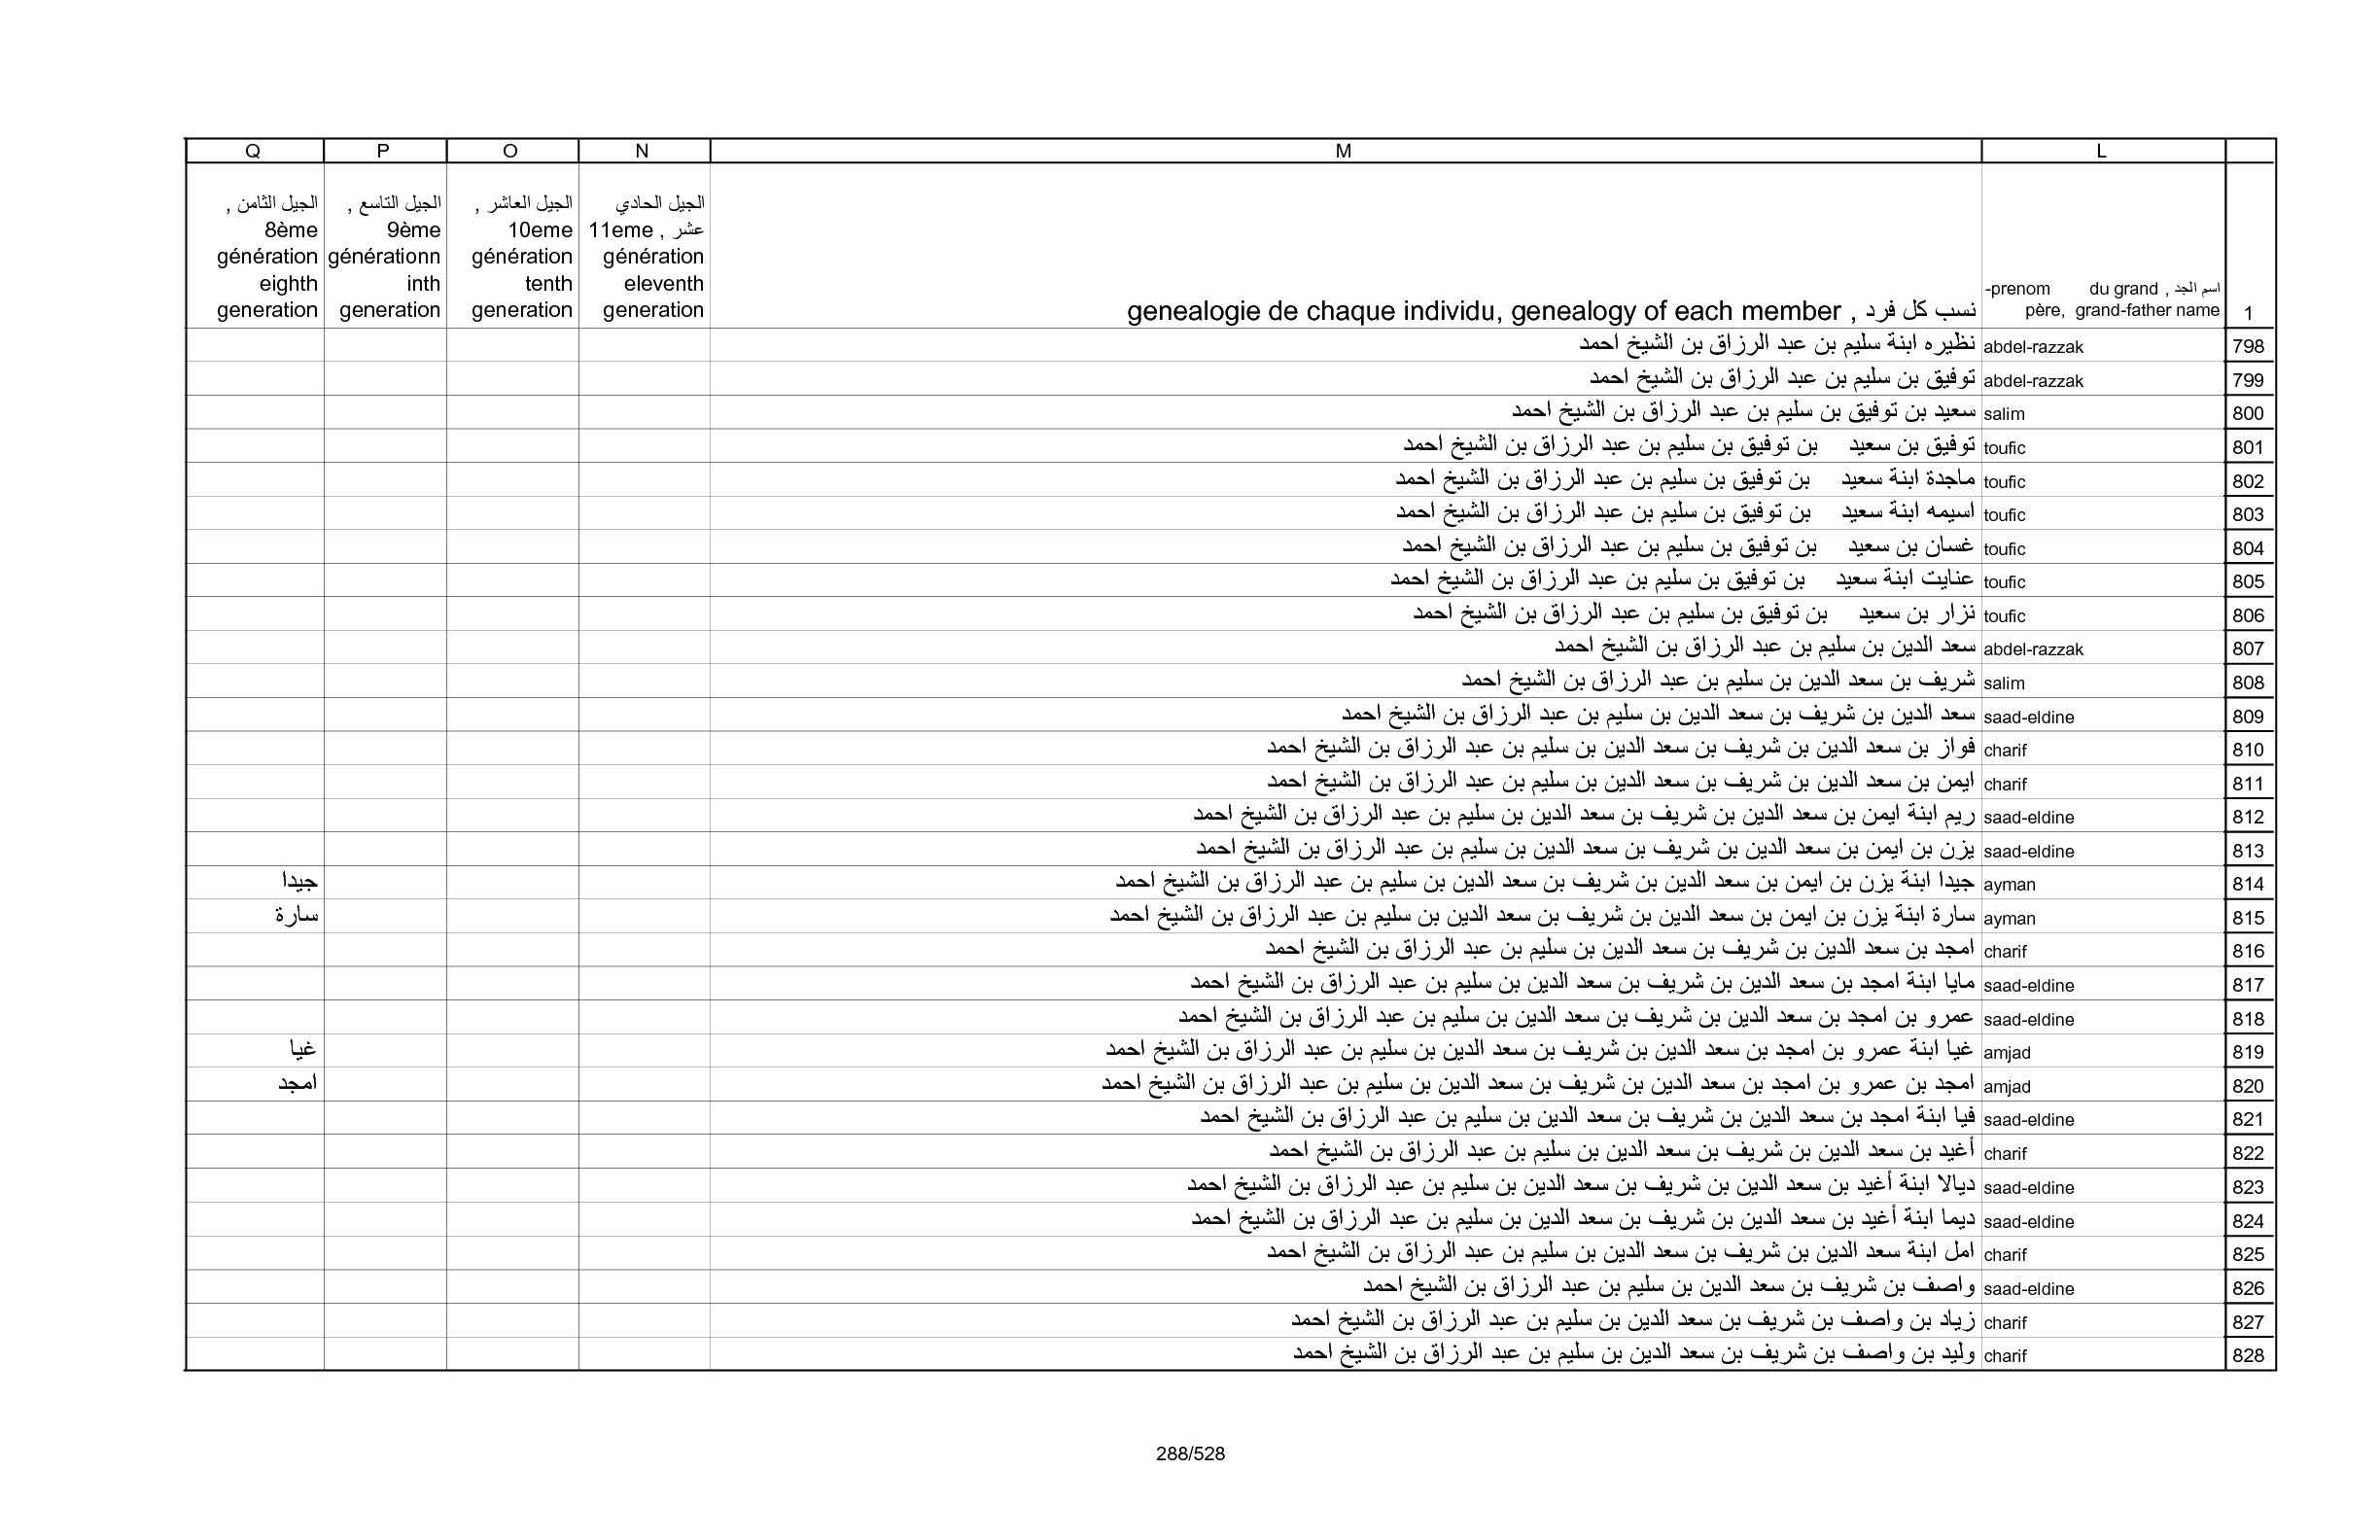 L M N O P Q
1 اسم الجد , prenom du grand-père, grand-father name نسب كل فرد , genealogie de chaque individu, genealogy of each member الجيل الحادي عشر , 11eme génération eleventh generation الجيل العاشر , 10eme génération tenth generation الجيل التاسع , 9ème générationn inth generation الجيل الثامن , 8ème génération eighth generation
798 abdel-razzak نظيره ابنة سليم بن عبد الرزاق بن الشيخ احمد
799 abdel-razzak توفيق بن سليم بن عبد الرزاق بن الشيخ احمد
800 salim سعيد بن توفيق بن سليم بن عبد الرزاق بن الشيخ احمد
801 toufic توفيق بن سعيد بن توفيق بن سليم بن عبد الرزاق بن الشيخ احمد
802 toufic ماجدة ابنة سعيد بن توفيق بن سليم بن عبد الرزاق بن الشيخ احمد
803 toufic اسيمه ابنة سعيد بن توفيق بن سليم بن عبد الرزاق بن الشيخ احمد
804 toufic غسان بن سعيد بن توفيق بن سليم بن عبد الرزاق بن الشيخ احمد
805 toufic عنايت ابنة سعيد بن توفيق بن سليم بن عبد الرزاق بن الشيخ احمد
806 toufic نزار بن سعيد بن توفيق بن سليم بن عبد الرزاق بن الشيخ احمد
807 abdel-razzak سعد الدين بن سليم بن عبد الرزاق بن الشيخ احمد
808 salim شريف بن سعد الدين بن سليم بن عبد الرزاق بن الشيخ احمد
809 saad-eldine سعد الدين بن شريف بن سعد الدين بن سليم بن عبد الرزاق بن الشيخ احمد
810 charif فواز بن سعد الدين بن شريف بن سعد الدين بن سليم بن عبد الرزاق بن الشيخ احمد
811 charif ايمن بن سعد الدين بن شريف بن سعد الدين بن سليم بن عبد الرزاق بن الشيخ احمد
812 saad-eldine ريم ابنة ايمن بن سعد الدين بن شريف بن سعد الدين بن سليم بن عبد الرزاق بن الشيخ احمد
813 saad-eldine يزن بن ايمن بن سعد الدين بن شريف بن سعد الدين بن سليم بن عبد الرزاق بن الشيخ احمد
814 ayman جيدا ابنة يزن بن ايمن بن سعد الدين بن شريف بن سعد الدين بن سليم بن عبد الرزاق بن الشيخ احمد جيدا
815 ayman سارة ابنة يزن بن ايمن بن سعد الدين بن شريف بن سعد الدين بن سليم بن عبد الرزاق بن الشيخ احمد سارة
816 charif امجد بن سعد الدين بن شريف بن سعد الدين بن سليم بن عبد الرزاق بن الشيخ احمد
817 saad-eldine مايا ابنة امجد بن سعد الدين بن شريف بن سعد الدين بن سليم بن عبد الرزاق بن الشيخ احمد
818 saad-eldine عمرو بن امجد بن سعد الدين بن شريف بن سعد الدين بن سليم بن عبد الرزاق بن الشيخ احمد
819 amjad غيا ابنة عمرو بن امجد بن سعد الدين بن شريف بن سعد الدين بن سليم بن عبد الرزاق بن الشيخ احمد غيا
820 amjad امجد بن عمرو بن امجد بن سعد الدين بن شريف بن سعد الدين بن سليم بن عبد الرزاق بن الشيخ احمد امجد
821 saad-eldine فيا ابنة امجد بن سعد الدين بن شريف بن سعد الدين بن سليم بن عبد الرزاق بن الشيخ احمد
822 charif أغيد بن سعد الدين بن شريف بن سعد الدين بن سليم بن عبد الرزاق بن الشيخ احمد
823 saad-eldine ديالا ابنة أغيد بن سعد الدين بن شريف بن سعد الدين بن سليم بن عبد الرزاق بن الشيخ احمد
824 saad-eldine ديما ابنة أغيد بن سعد الدين بن شريف بن سعد الدين بن سليم بن عبد الرزاق بن الشيخ احمد
825 charif امل ابنة سعد الدين بن شريف بن سعد الدين بن سليم بن عبد الرزاق بن الشيخ احمد
826 saad-eldine واصف بن شريف بن سعد الدين بن سليم بن عبد الرزاق بن الشيخ احمد
827 charif زياد بن واصف بن شريف بن سعد الدين بن سليم بن عبد الرزاق بن الشيخ احمد
828 charif وليد بن واصف بن شريف بن سعد الدين بن سليم بن عبد الرزاق بن الشيخ احمد
288/528